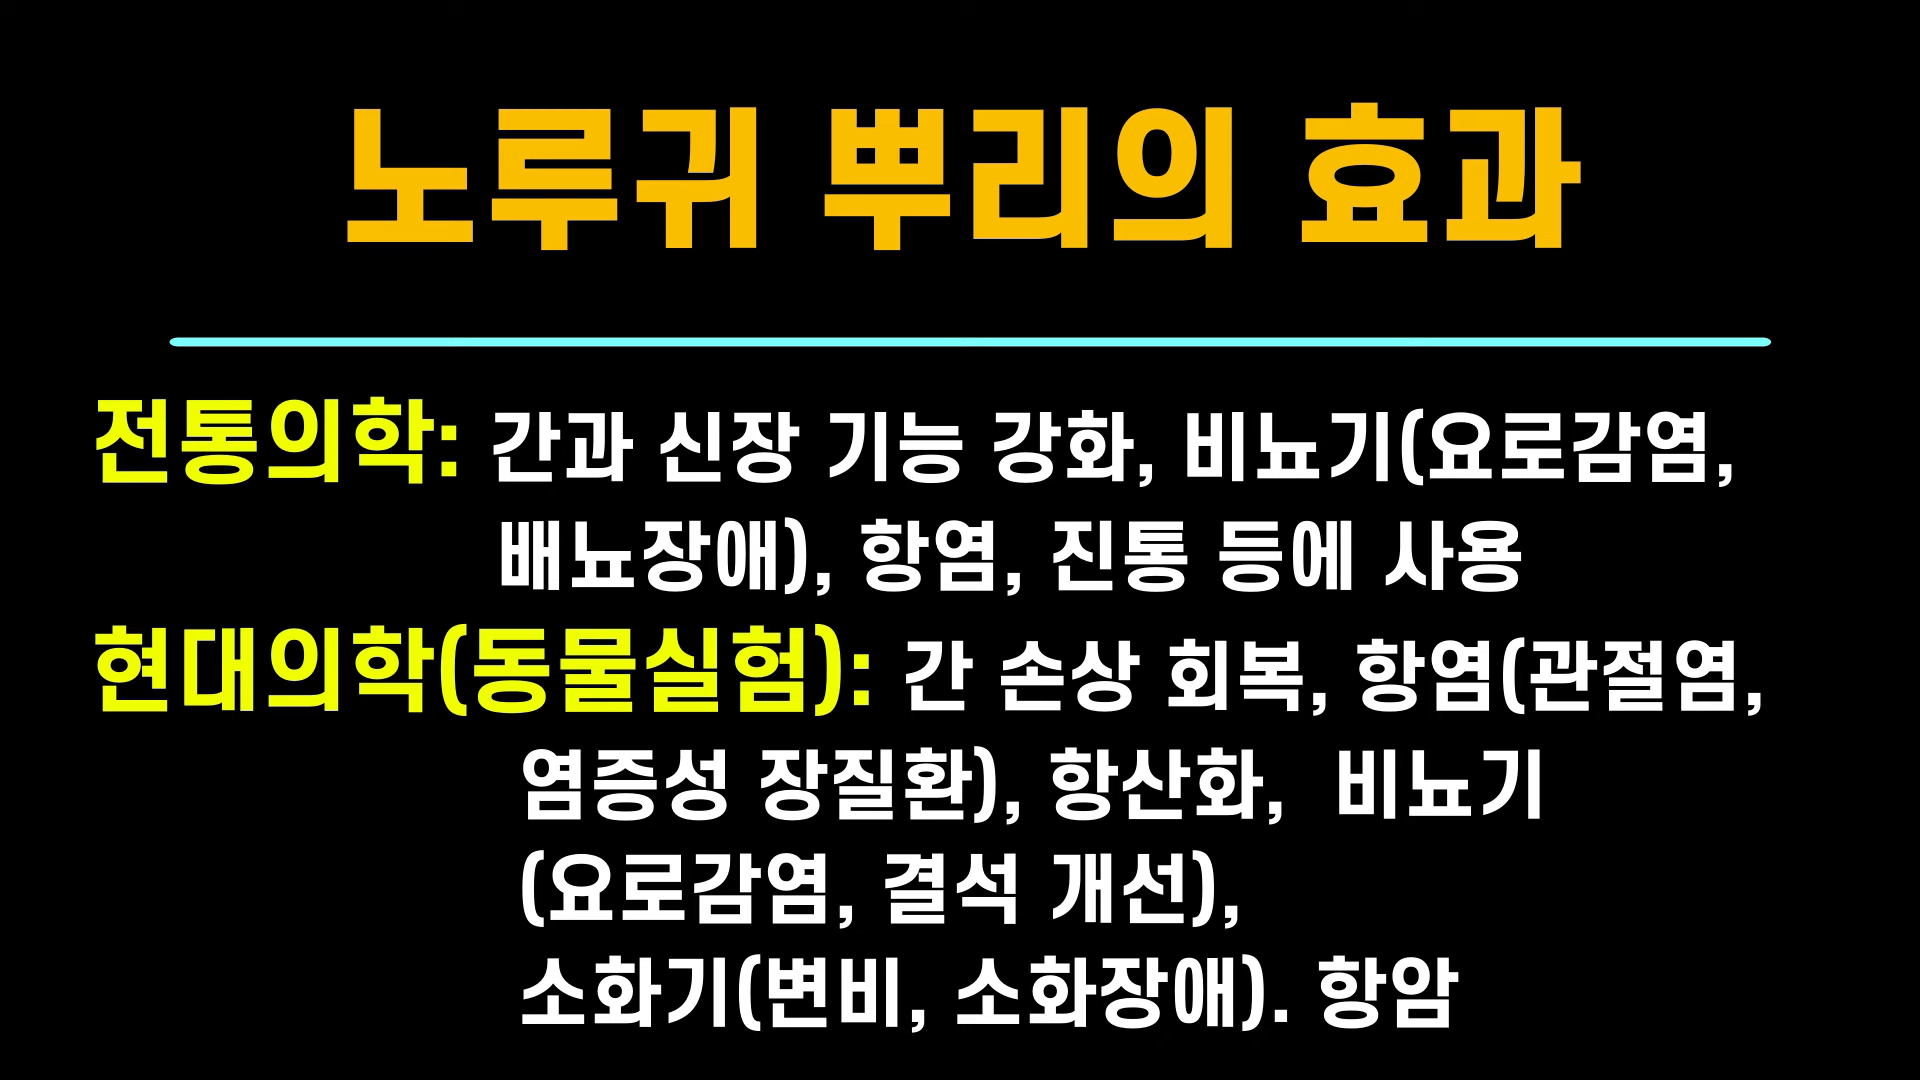 노루귀 뿌리의 효과
전통의학: 간과 신장 기능 강화, 비뇨기(요로감염,
배뇨장애), 항염, 진통 등에 사용
현대의학(동물실험): 간 손상 회복, 항염(관절염,
염증성 장질환), 항산화, 비뇨기
(요로감염, 결석 개선),
소화기(변비, 소화장애). 항암